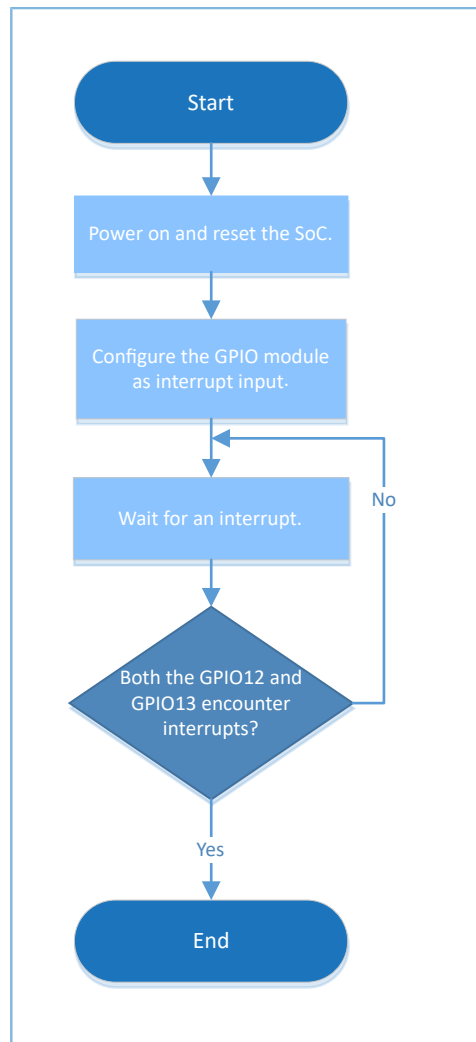 Start
Power on and reset the SoC.
Configure the GPIO module
as interrupt input.
Wait for an interrupt.
No
Both the GPIO12 and
GPIO13 encounter
interrupts?
Yes
End